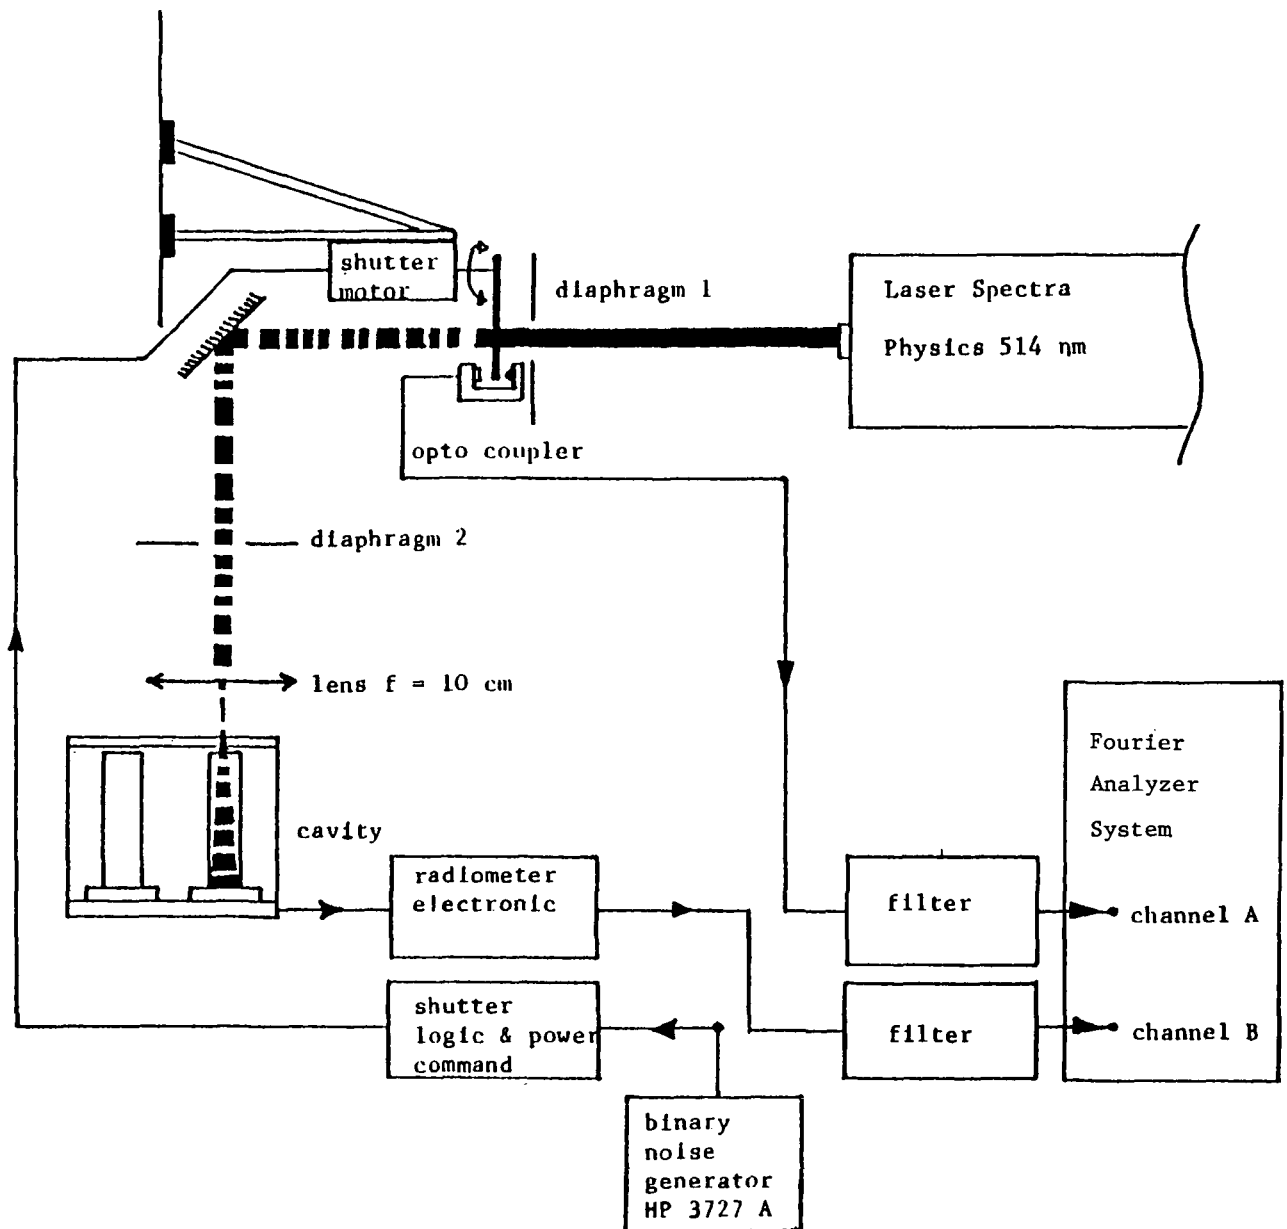 shutter
motor
diaphragm 1
Laser Spectra
Physics 514 ηm
opto coupler
diaphragm 2
lens f = 10 cm
Fourier
Analyzer
System
cavity
radiometer
electronic
filter
channel A
shutter
logic & power
command
filter
channel B
binary
noise
generator
HP 3727 A